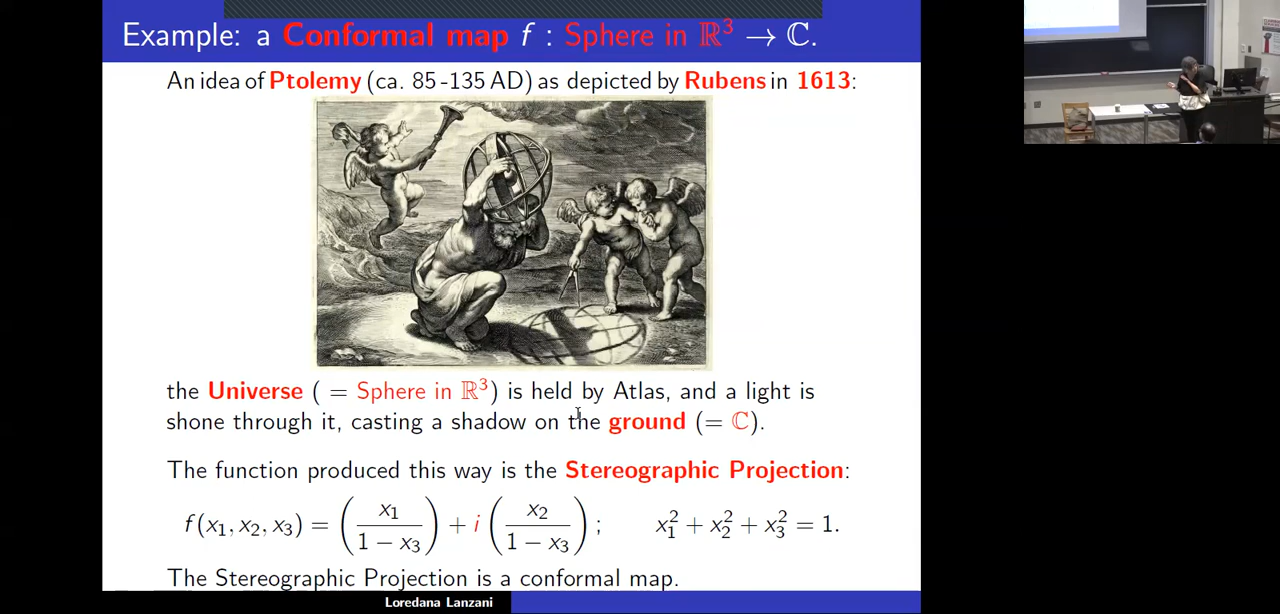 Example: a Conformal map f : Sphere in ℝ³ → ℂ.
An idea of Ptolemy (ca. 85-135 AD) as depicted by Rubens in 1613:
the Universe ( = Sphere in ℝ³) is held by Atlas, and a light is
shone through it, casting a shadow on the ground (= ℂ).
The function produced this way is the Stereographic Projection:
f(x₁, x₂, x₃) = (x₁ / (1 − x₃)) + i (x₂ / (1 − x₃)) ; x₁² + x₂² + x₃² = 1.
The Stereographic Projection is a conformal map.
Loredana Lanzani